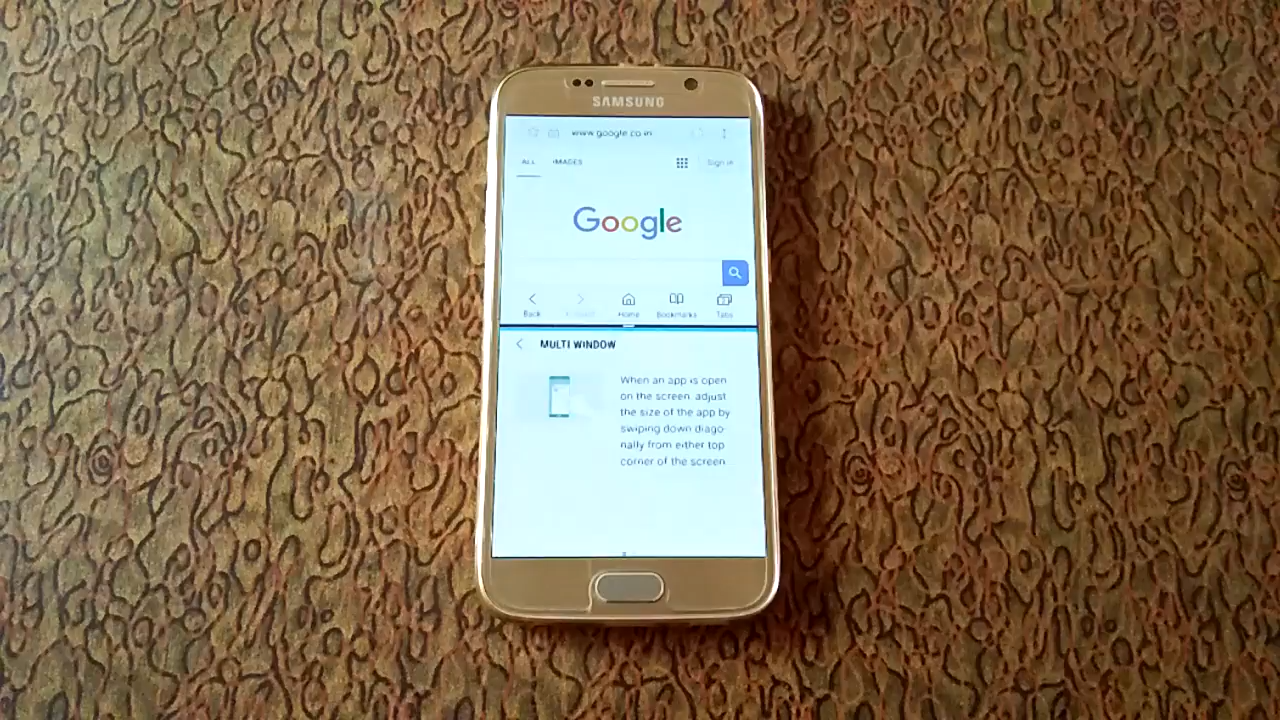 SAMSUNG
www.google.co.in
ALL IMAGES Sign in
Google
Back Forward Home Bookmarks Tabs
MULTI WINDOW
When an app is open
on the screen, adjust
the size of the app by
swiping down diago-
nally from either top
corner of the screen.